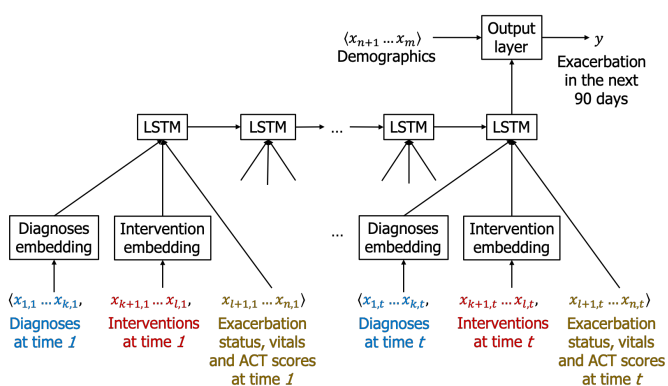 ⟨x_{n+1} … x_m⟩
Demographics
Output
layer
y
Exacerbation
in the next
90 days
LSTM
LSTM
...
LSTM
LSTM
Diagnoses
embedding
Intervention
embedding
...
Diagnoses
embedding
Intervention
embedding
⟨x_{1,1} … x_{k,1},
x_{k+1,1} … x_{l,1},
x_{l+1,1} … x_{n,1}⟩
⟨x_{1,t} … x_{k,t},
x_{k+1,t} … x_{l,t},
x_{l+1,t} … x_{n,t}⟩
Diagnoses
at time 1
Interventions
at time 1
Exacerbation
status, vitals
and ACT scores
at time 1
Diagnoses
at time t
Interventions
at time t
Exacerbation
status, vitals
and ACT scores
at time t